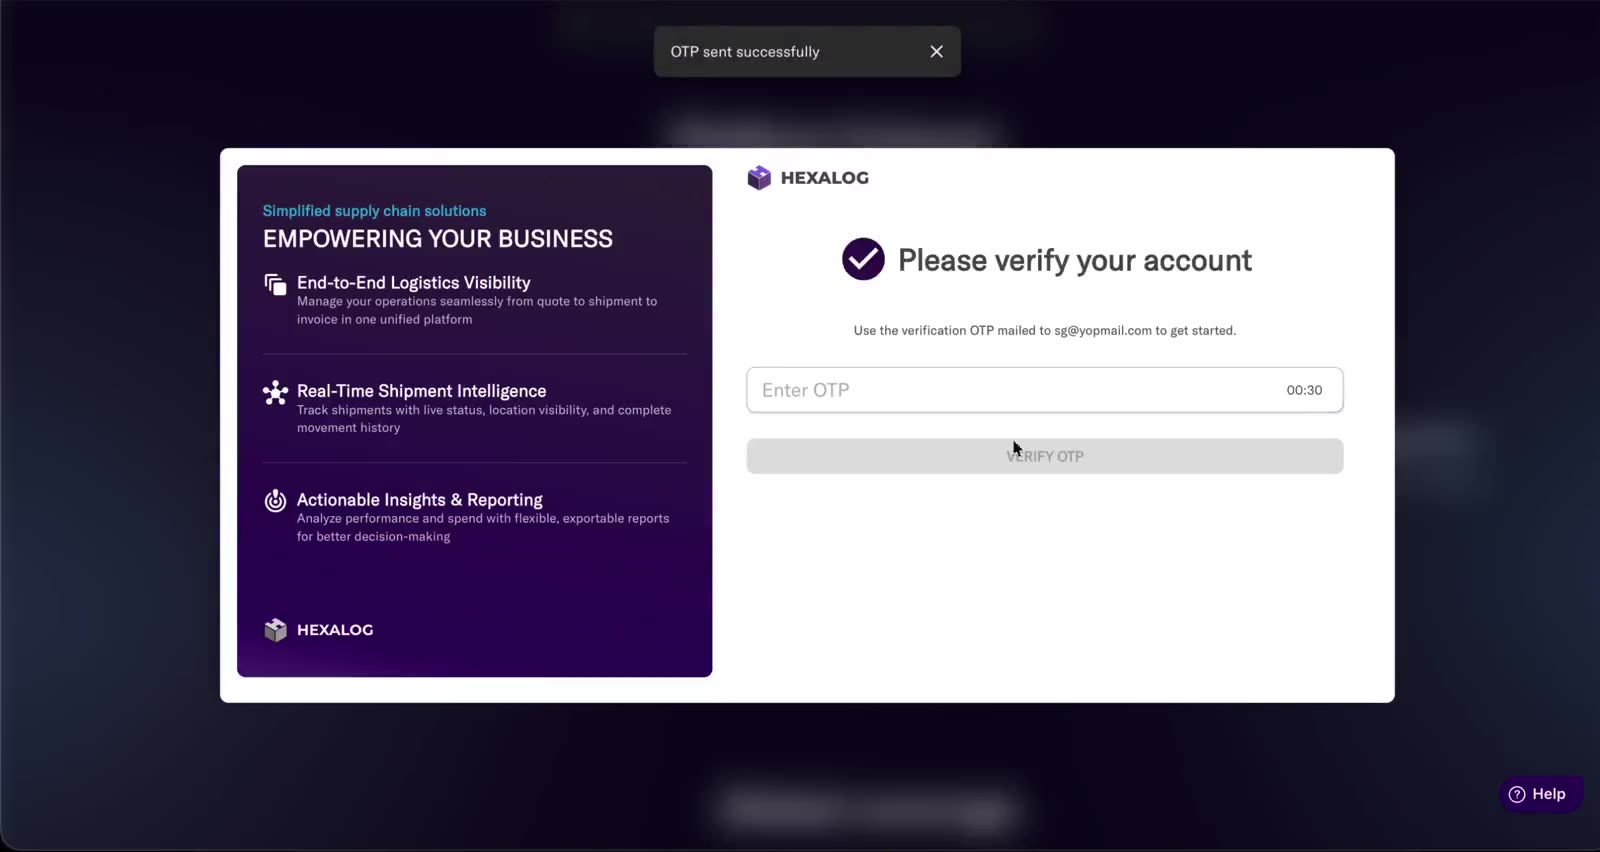 OTP sent successfully
Simplified supply chain solutions
EMPOWERING YOUR BUSINESS
End-to-End Logistics Visibility
Manage your operations seamlessly from quote to shipment to
invoice in one unified platform
Real-Time Shipment Intelligence
Track shipments with live status, location visibility, and complete
movement history
Actionable Insights & Reporting
Analyze performance and spend with flexible, exportable reports
for better decision-making
HEXALOG
HEXALOG
Please verify your account
Use the verification OTP mailed to sg@yopmail.com to get started.
Enter OTP 00:30
VERIFY OTP
Help